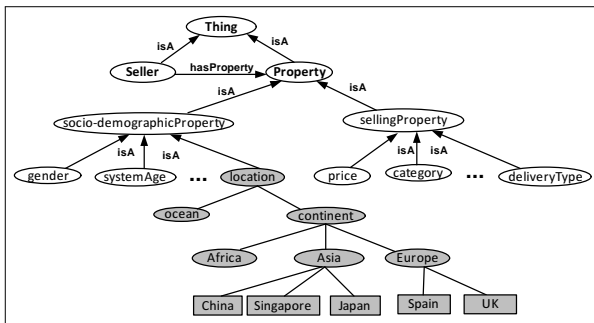 Thing
isA isA
Seller hasProperty Property
isA isA
socio-demographicProperty sellingProperty
isA isA isA isA
gender systemAge ... location price category ... deliveryType
ocean continent
Africa Asia Europe
China Singapore Japan Spain UK